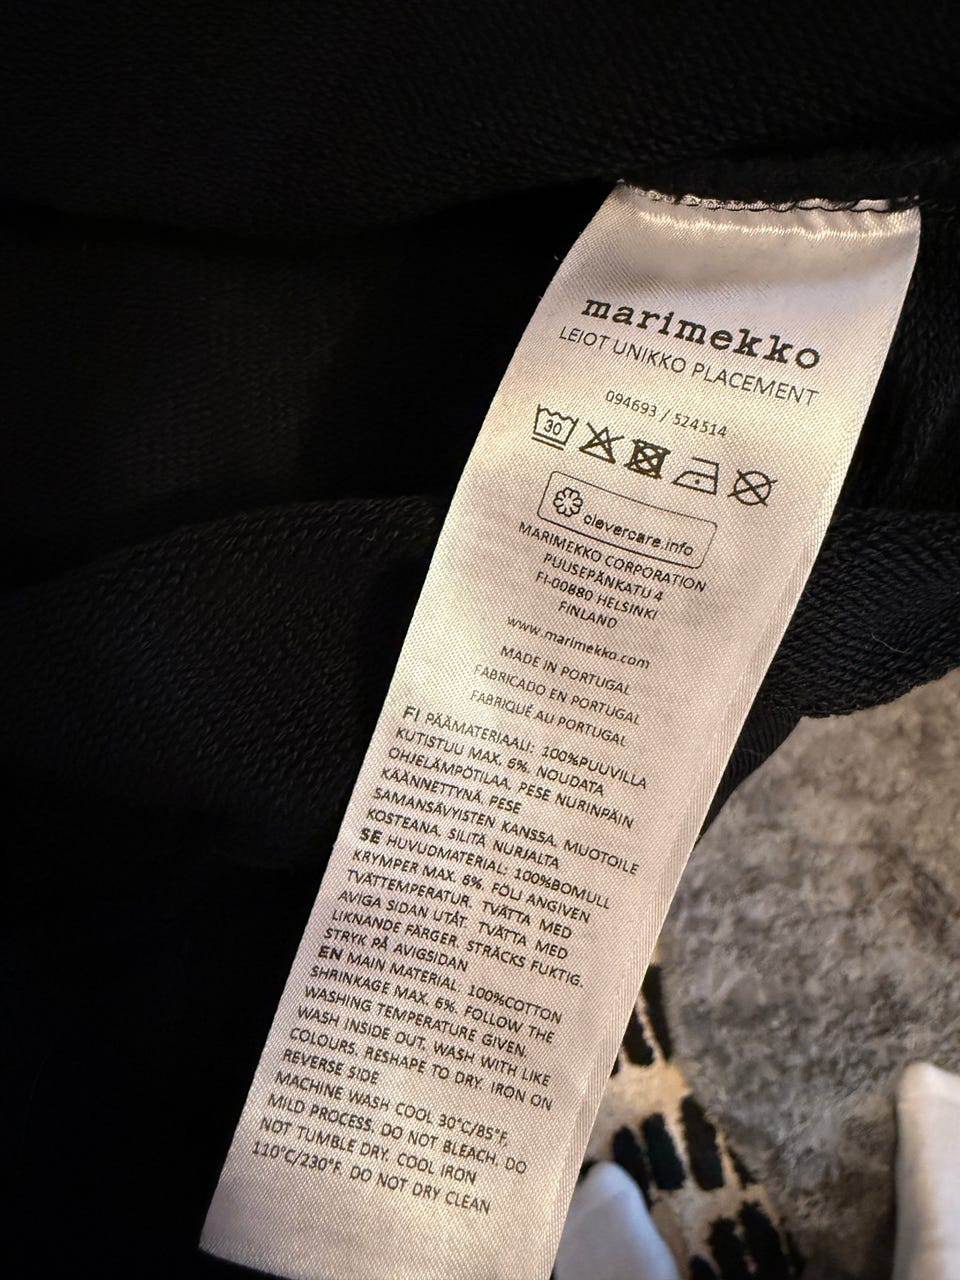 marimekko
LEIOT UNIKKO PLACEMENT
094693 / 524514
30
clevercare.info
MARIMEKKO CORPORATION
PUUSEPÄNKATU 4
FI-00880 HELSINKI
FINLAND
www.marimekko.com
MADE IN PORTUGAL
FABRICADO EN PORTUGAL
FABRIQUÉ AU PORTUGAL
FI PÄÄMATERIAALI: 100%PUUVILLA
KUTISTUU MAX. 6%. NOUDATA
OHJELÄMPÖTILAA, PESE NURINPÄIN
KÄÄNNETTYNÄ, PESE
SAMANSÄVYISTEN KANSSA, MUOTOILE
KOSTEANA, SILITÄ NURJALTA
SE HUVUDMATERIAL: 100%BOMULL
KRYMPER MAX. 6%. FÖLJ ANGIVEN
TVÄTTEMPERATUR. TVÄTTA MED
AVIGA SIDAN UTÅT. TVÄTTA MED
LIKNANDE FÄRGER. STRÄCKS FUKTIG.
STRYK PÅ AVIGSIDAN
EN MAIN MATERIAL: 100%COTTON
SHRINKAGE MAX. 6%. FOLLOW THE
WASHING TEMPERATURE GIVEN.
WASH INSIDE OUT. WASH WITH LIKE
COLOURS. RESHAPE TO DRY. IRON ON
REVERSE SIDE
MACHINE WASH COOL 30°C/85°F.
MILD PROCESS. DO NOT BLEACH. DO
NOT TUMBLE DRY. COOL IRON
110°C/230°F. DO NOT DRY CLEAN